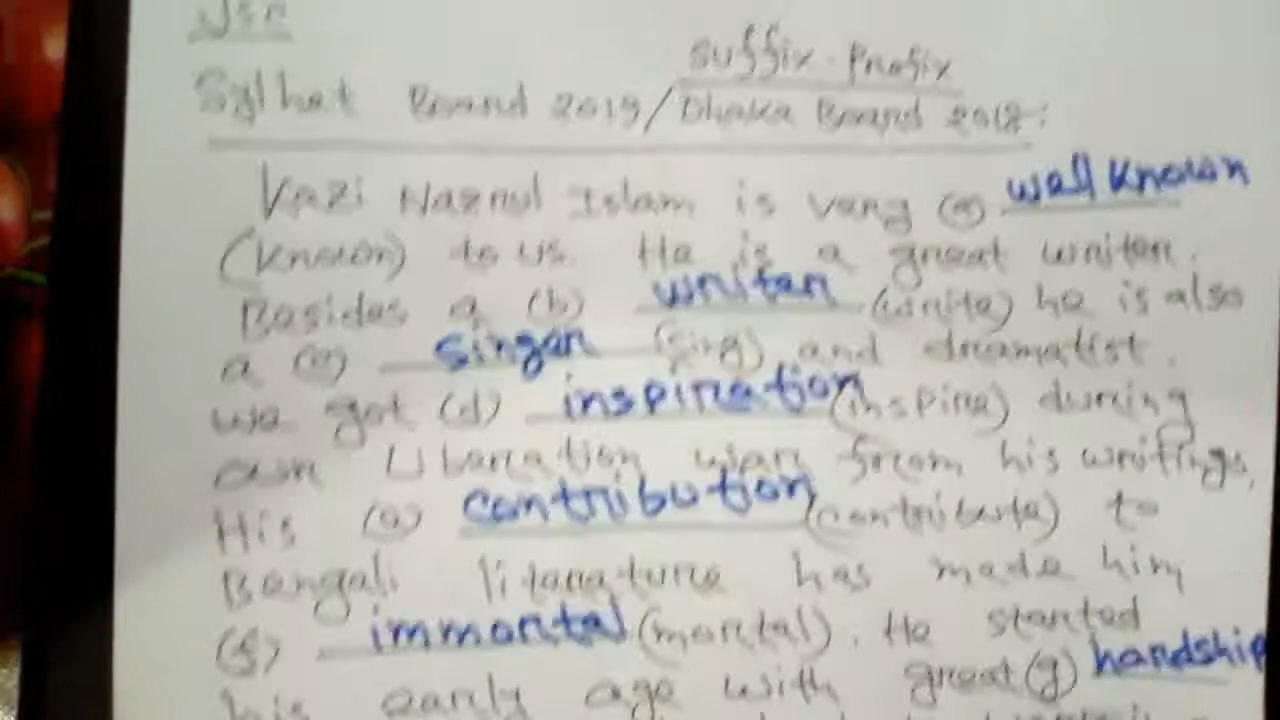 JSC
Suffix Prefix
Sylhet Board 2019/Dhaka Board 2018:
Kazi Nazrul Islam is very (a) well known
(known) to us. He is a great writer.
Besides a (b) writer (write) he is also
a (c) singer (sing) and dramatist.
we got (d) inspiration (inspire) during
our Liberation war from his writings.
His (e) contribution (contribute) to
Bengali literature has made him
(f) immortal (mortal). He started
his early age with great (g) hardship